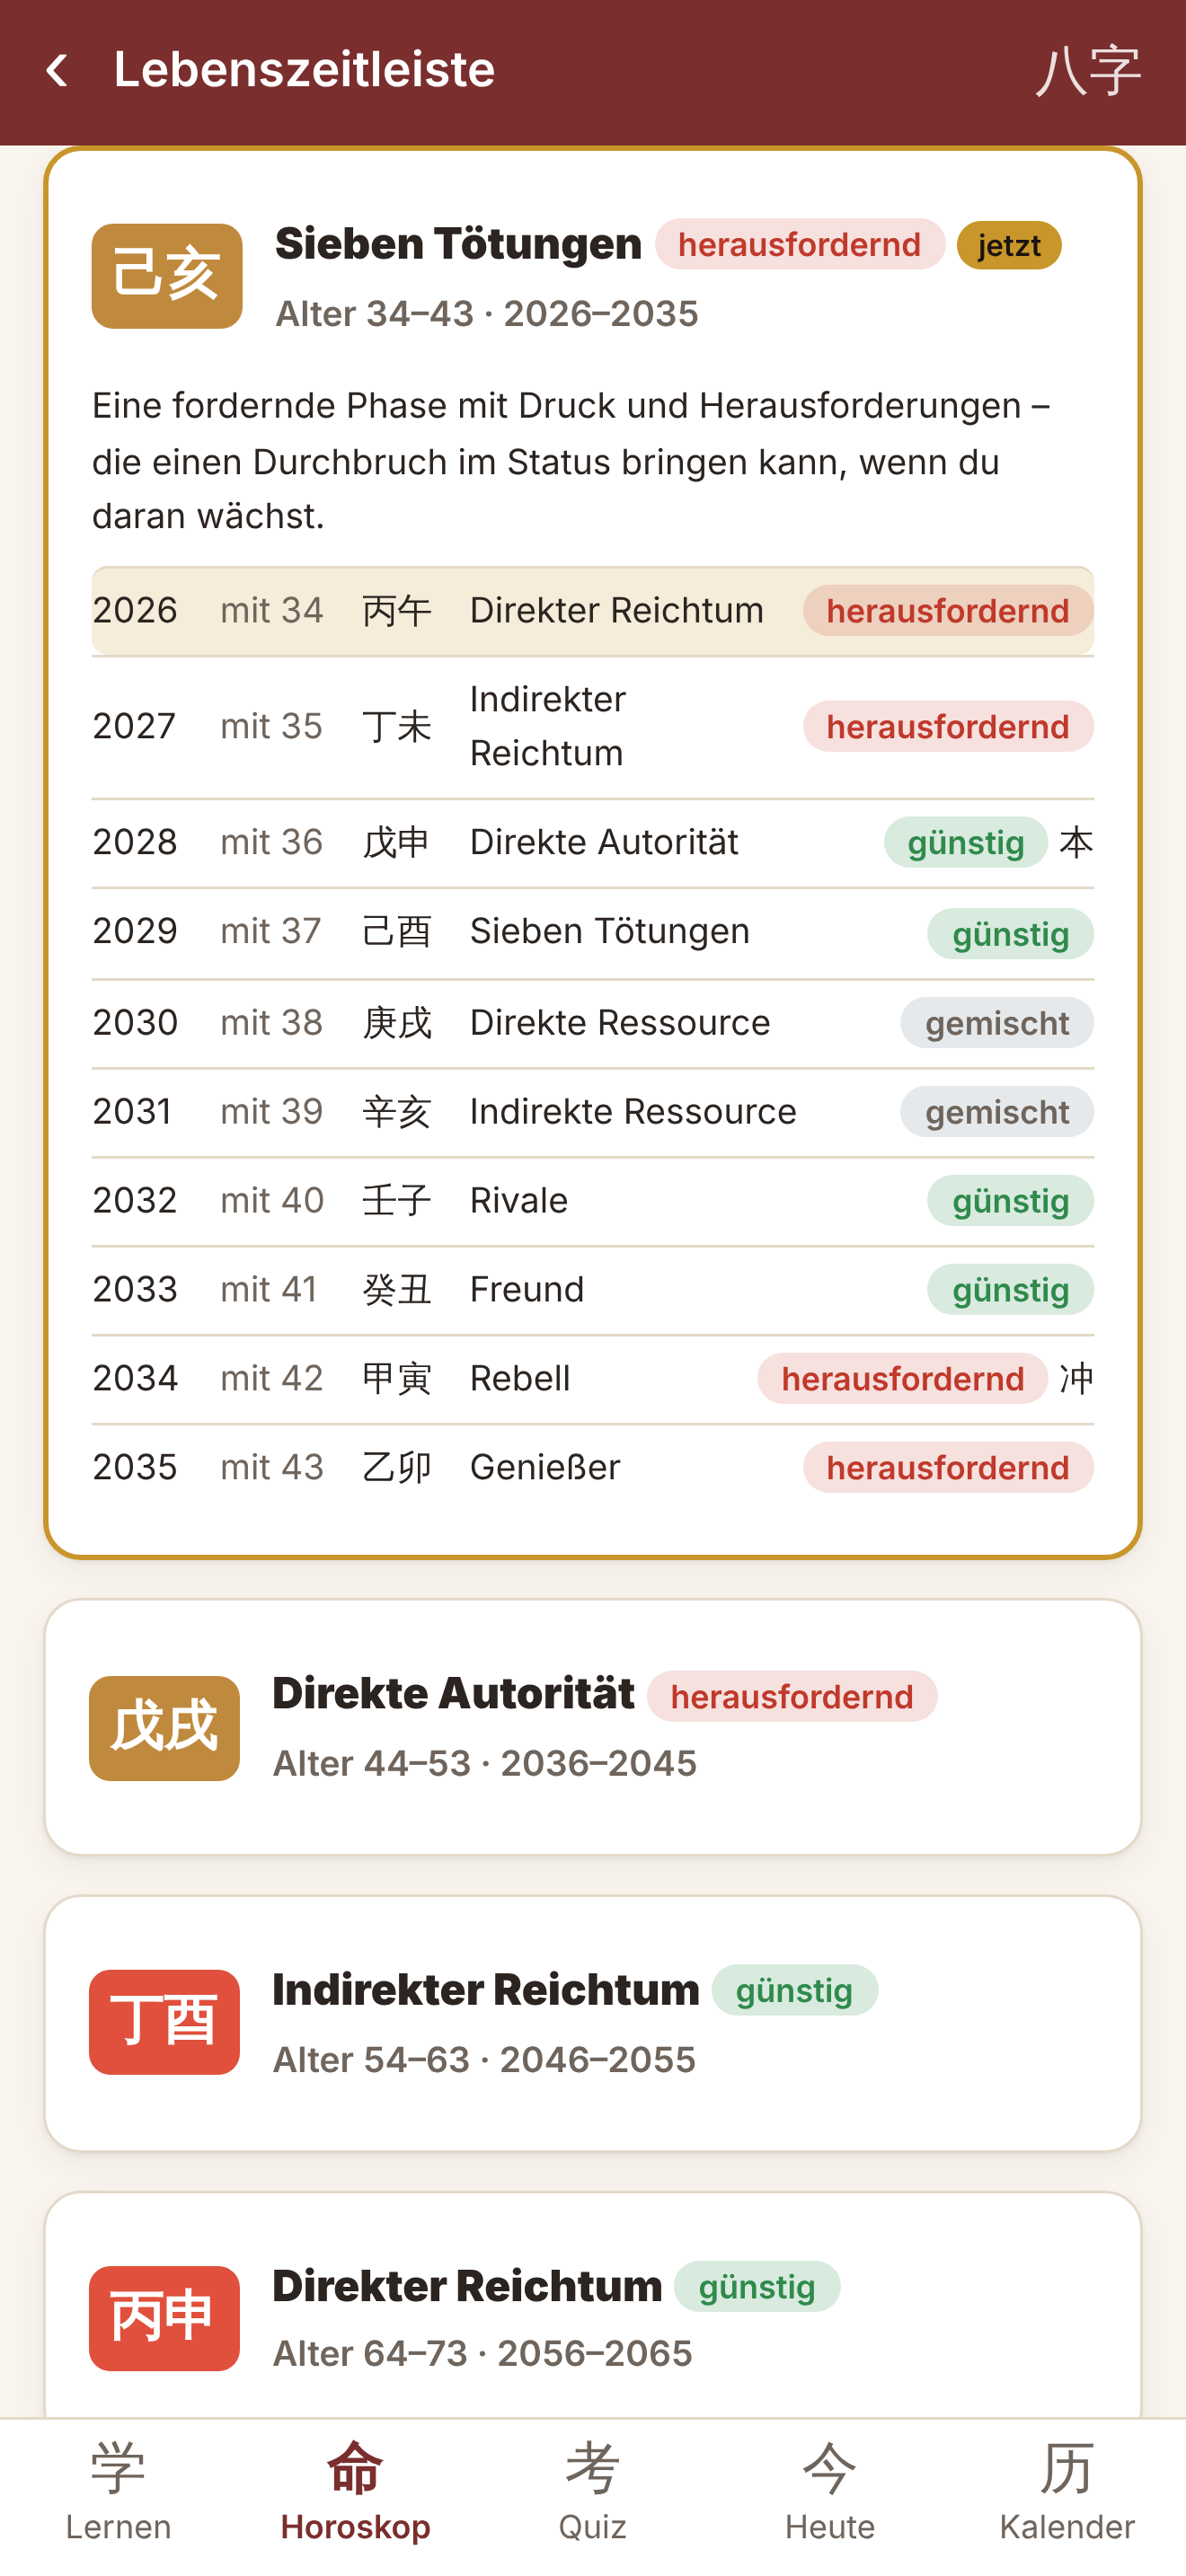 Lebenszeitleiste 八字
己亥 Sieben Tötungen herausfordernd jetzt
Alter 34–43 · 2026–2035
Eine fordernde Phase mit Druck und Herausforderungen –
die einen Durchbruch im Status bringen kann, wenn du
daran wächst.
2026 mit 34 丙午 Direkter Reichtum herausfordernd
2027 mit 35 丁未 Indirekter Reichtum herausfordernd
2028 mit 36 戊申 Direkte Autorität günstig 本
2029 mit 37 己酉 Sieben Tötungen günstig
2030 mit 38 庚戌 Direkte Ressource gemischt
2031 mit 39 辛亥 Indirekte Ressource gemischt
2032 mit 40 壬子 Rivale günstig
2033 mit 41 癸丑 Freund günstig
2034 mit 42 甲寅 Rebell herausfordernd 冲
2035 mit 43 乙卯 Genießer herausfordernd
戊戌 Direkte Autorität herausfordernd
Alter 44–53 · 2036–2045
丁酉 Indirekter Reichtum günstig
Alter 54–63 · 2046–2055
丙申 Direkter Reichtum günstig
Alter 64–73 · 2056–2065
学 命 考 今 历
Lernen Horoskop Quiz Heute Kalender